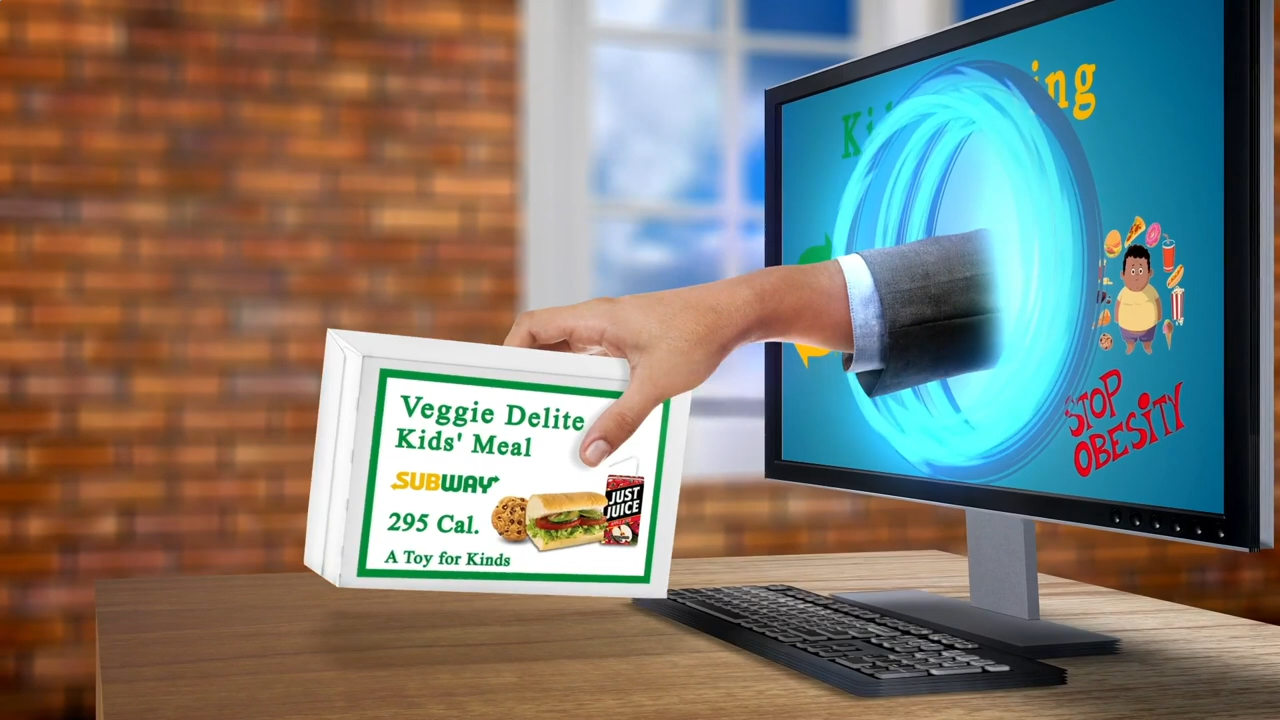 Veggie Delite
Kids' Meal
SUBWAY
295 Cal.
A Toy for Kinds
JUST
JUICE
STOP
OBESITY